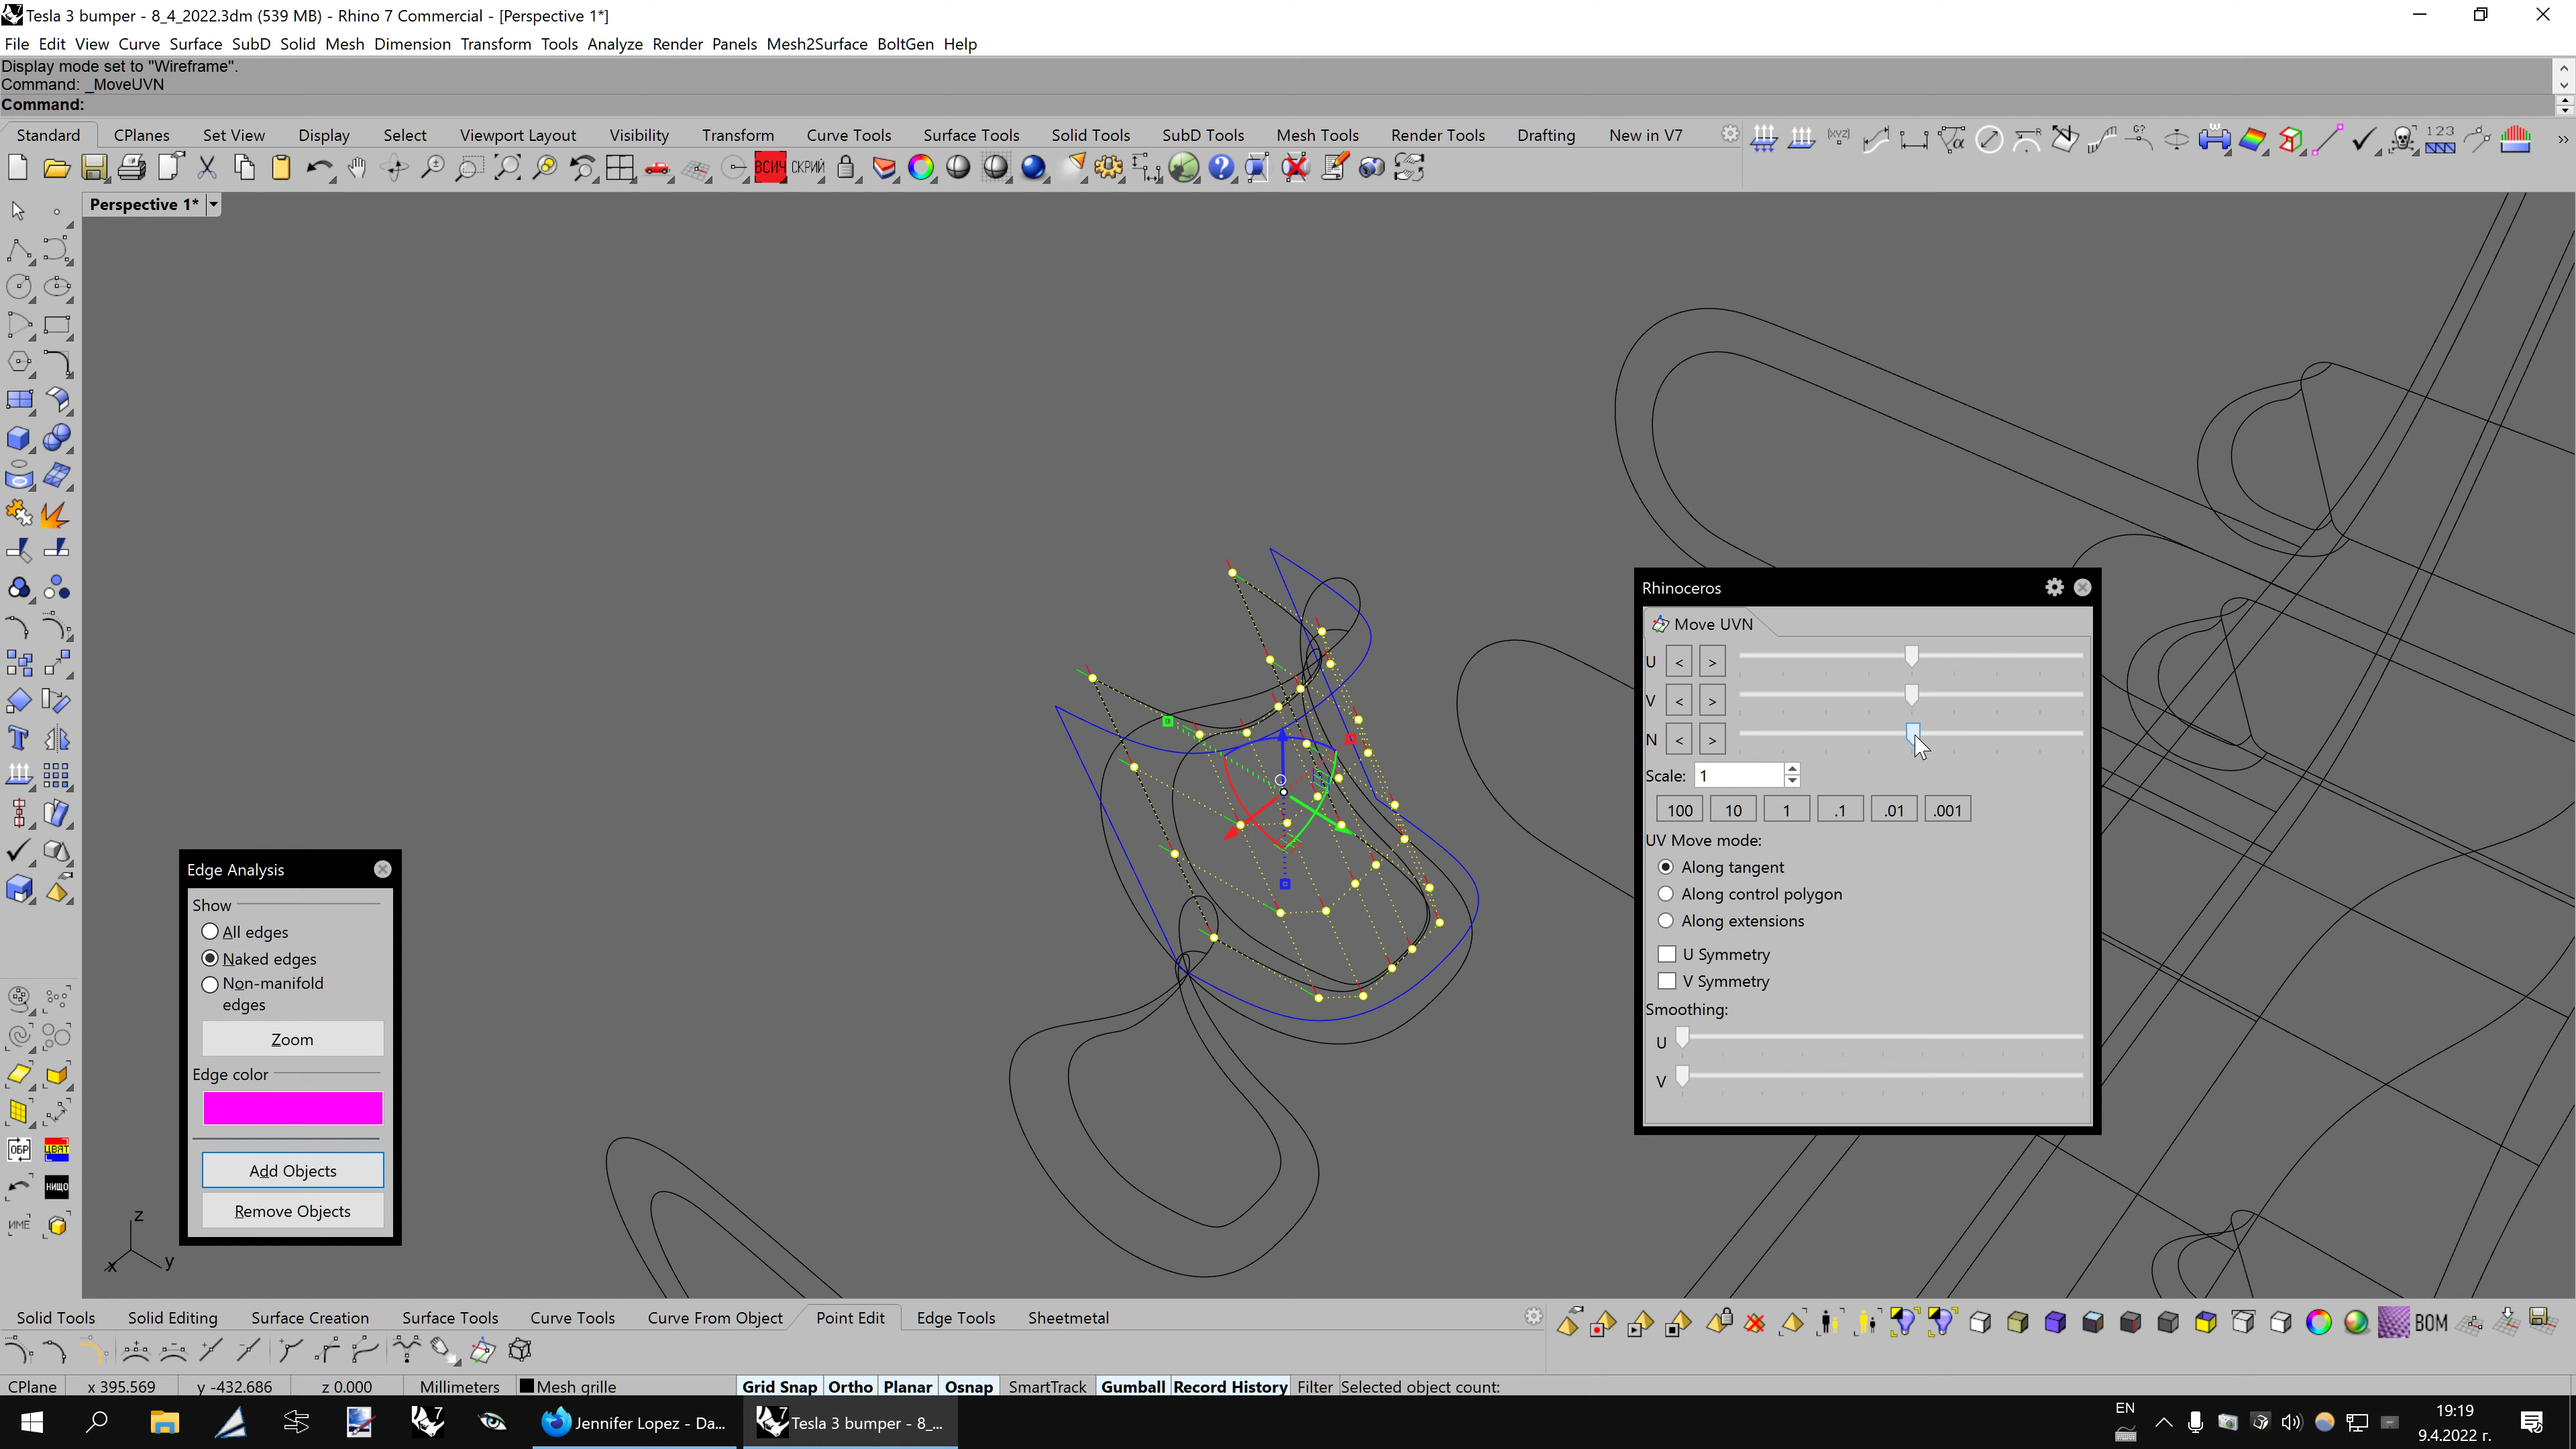 Tesla 3 bumper - 8_4_2022.3dm (539 MB) - Rhino 7 Commercial - [Perspective 1*]
File Edit View Curve Surface SubD Solid Mesh Dimension Transform Tools Analyze Render Panels Mesh2Surface BoltGen Help
Display mode set to "Wireframe".
Command: _MoveUVN
Command:
Standard CPlanes Set View Display Select Viewport Layout Visibility Transform Curve Tools Surface Tools Solid Tools SubD Tools Mesh Tools Render Tools Drafting New in V7
ВСИЧ СКРИЙ
Perspective 1*
Rhinoceros
Move UVN
U < >
V < >
N < >
Scale: 1
100 10 1 .1 .01 .001
UV Move mode:
Along tangent
Along control polygon
Along extensions
U Symmetry
V Symmetry
Smoothing:
U
V
Edge Analysis
Show
All edges
Naked edges
Non-manifold
edges
Zoom
Edge color
Add Objects
Remove Objects
ОБР ЦВЯТ
НИЩО
ИМЕ
z
x y
Solid Tools Solid Editing Surface Creation Surface Tools Curve Tools Curve From Object Point Edit Edge Tools Sheetmetal
BOM
CPlane x 395.569 y -432.686 z 0.000 Millimeters Mesh grille Grid Snap Ortho Planar Osnap SmartTrack Gumball Record History Filter Selected object count:
Jennifer Lopez - Da...
Tesla 3 bumper - 8_...
EN
19:19
9.4.2022 г.